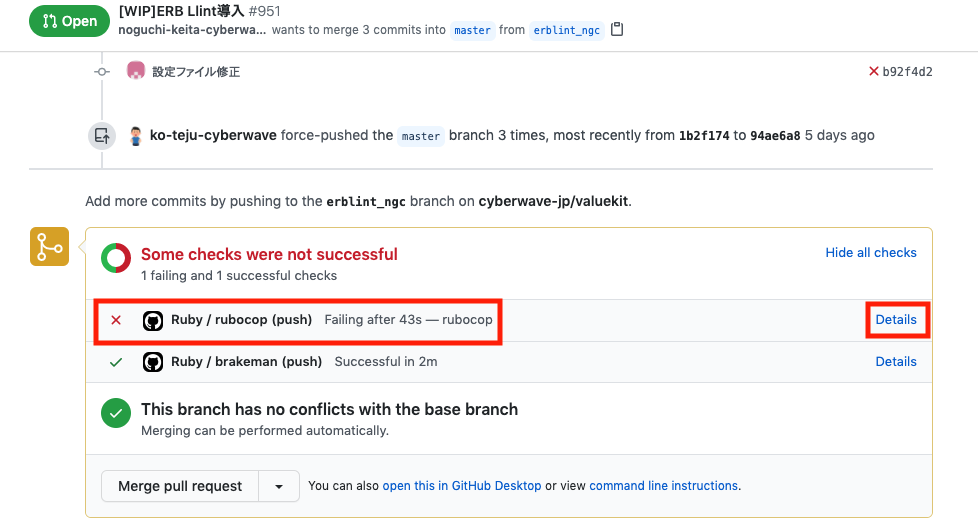 Open
[WIP]ERB Llint導入 #951
noguchi-keita-cyberwa... wants to merge 3 commits into master from erblint_ngc
設定ファイル修正
b92f4d2
ko-teju-cyberwave force-pushed the master branch 3 times, most recently from 1b2f174 to 94ae6a8 5 days ago
Add more commits by pushing to the erblint_ngc branch on cyberwave-jp/valuekit.
Some checks were not successful
Hide all checks
1 failing and 1 successful checks
Ruby / rubocop (push) Failing after 43s — rubocop
Details
Ruby / brakeman (push) Successful in 2m
Details
This branch has no conflicts with the base branch
Merging can be performed automatically.
Merge pull request
You can also open this in GitHub Desktop or view command line instructions.